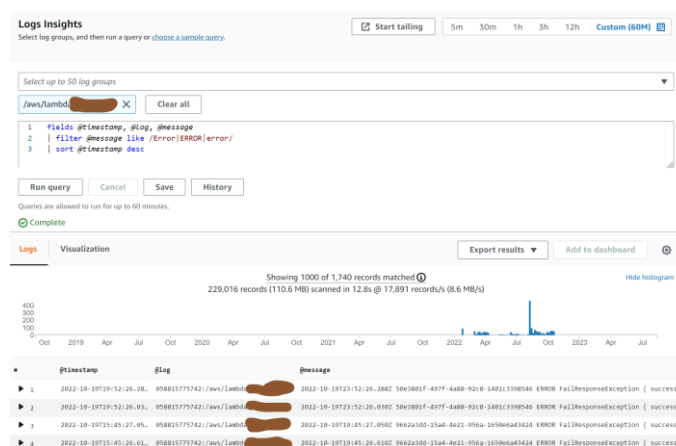 Logs Insights
Select log groups, and then run a query or choose a sample query.
Start tailing 5m 30m 1h 3h 12h Custom (60M)
Select up to 50 log groups
/aws/lambda Clear all
1 fields @timestamp, @log, @message
2 | filter @message like /Error|ERROR|error/
3 | sort @timestamp desc
Run query Cancel Save History
Queries are allowed to run for up to 60 minutes.
Complete
Logs Visualization Export results Add to dashboard
Showing 1000 of 1,740 records matched
229,016 records (110.6 MB) scanned in 12.8s @ 17,891 records/s (8.6 MB/s)
Hide histogram
400
300
200
100
0
Oct 2019 Apr Jul Oct 2020 Apr Jul Oct 2021 Apr Jul Oct 2022 Apr Jul Oct 2023 Apr Jul
# @timestamp @log @message
1 2022-10-19T19:52:26.28… 058815775742:/aws/lambda 2022-10-19T23:52:26.288Z 50e3801f-497f-4a88-92c8-1401c3398546 ERROR FailResponseException { success
2 2022-10-19T19:52:26.03… 058815775742:/aws/lambda 2022-10-19T23:52:26.030Z 50e3801f-497f-4a88-92c8-1401c3398546 ERROR FailResponseException { success
3 2022-10-19T15:45:27.05… 058815775742:/aws/lambda 2022-10-19T19:45:27.050Z 9662a3dd-15a4-4e21-956a-1650e6a43424 ERROR FailResponseException { success
4 2022-10-19T15:45:26.61… 058815775742:/aws/lambd 2022-10-19T19:45:26.610Z 9662a3dd-15a4-4e21-956a-1650e6a43424 ERROR FailResponseException { success